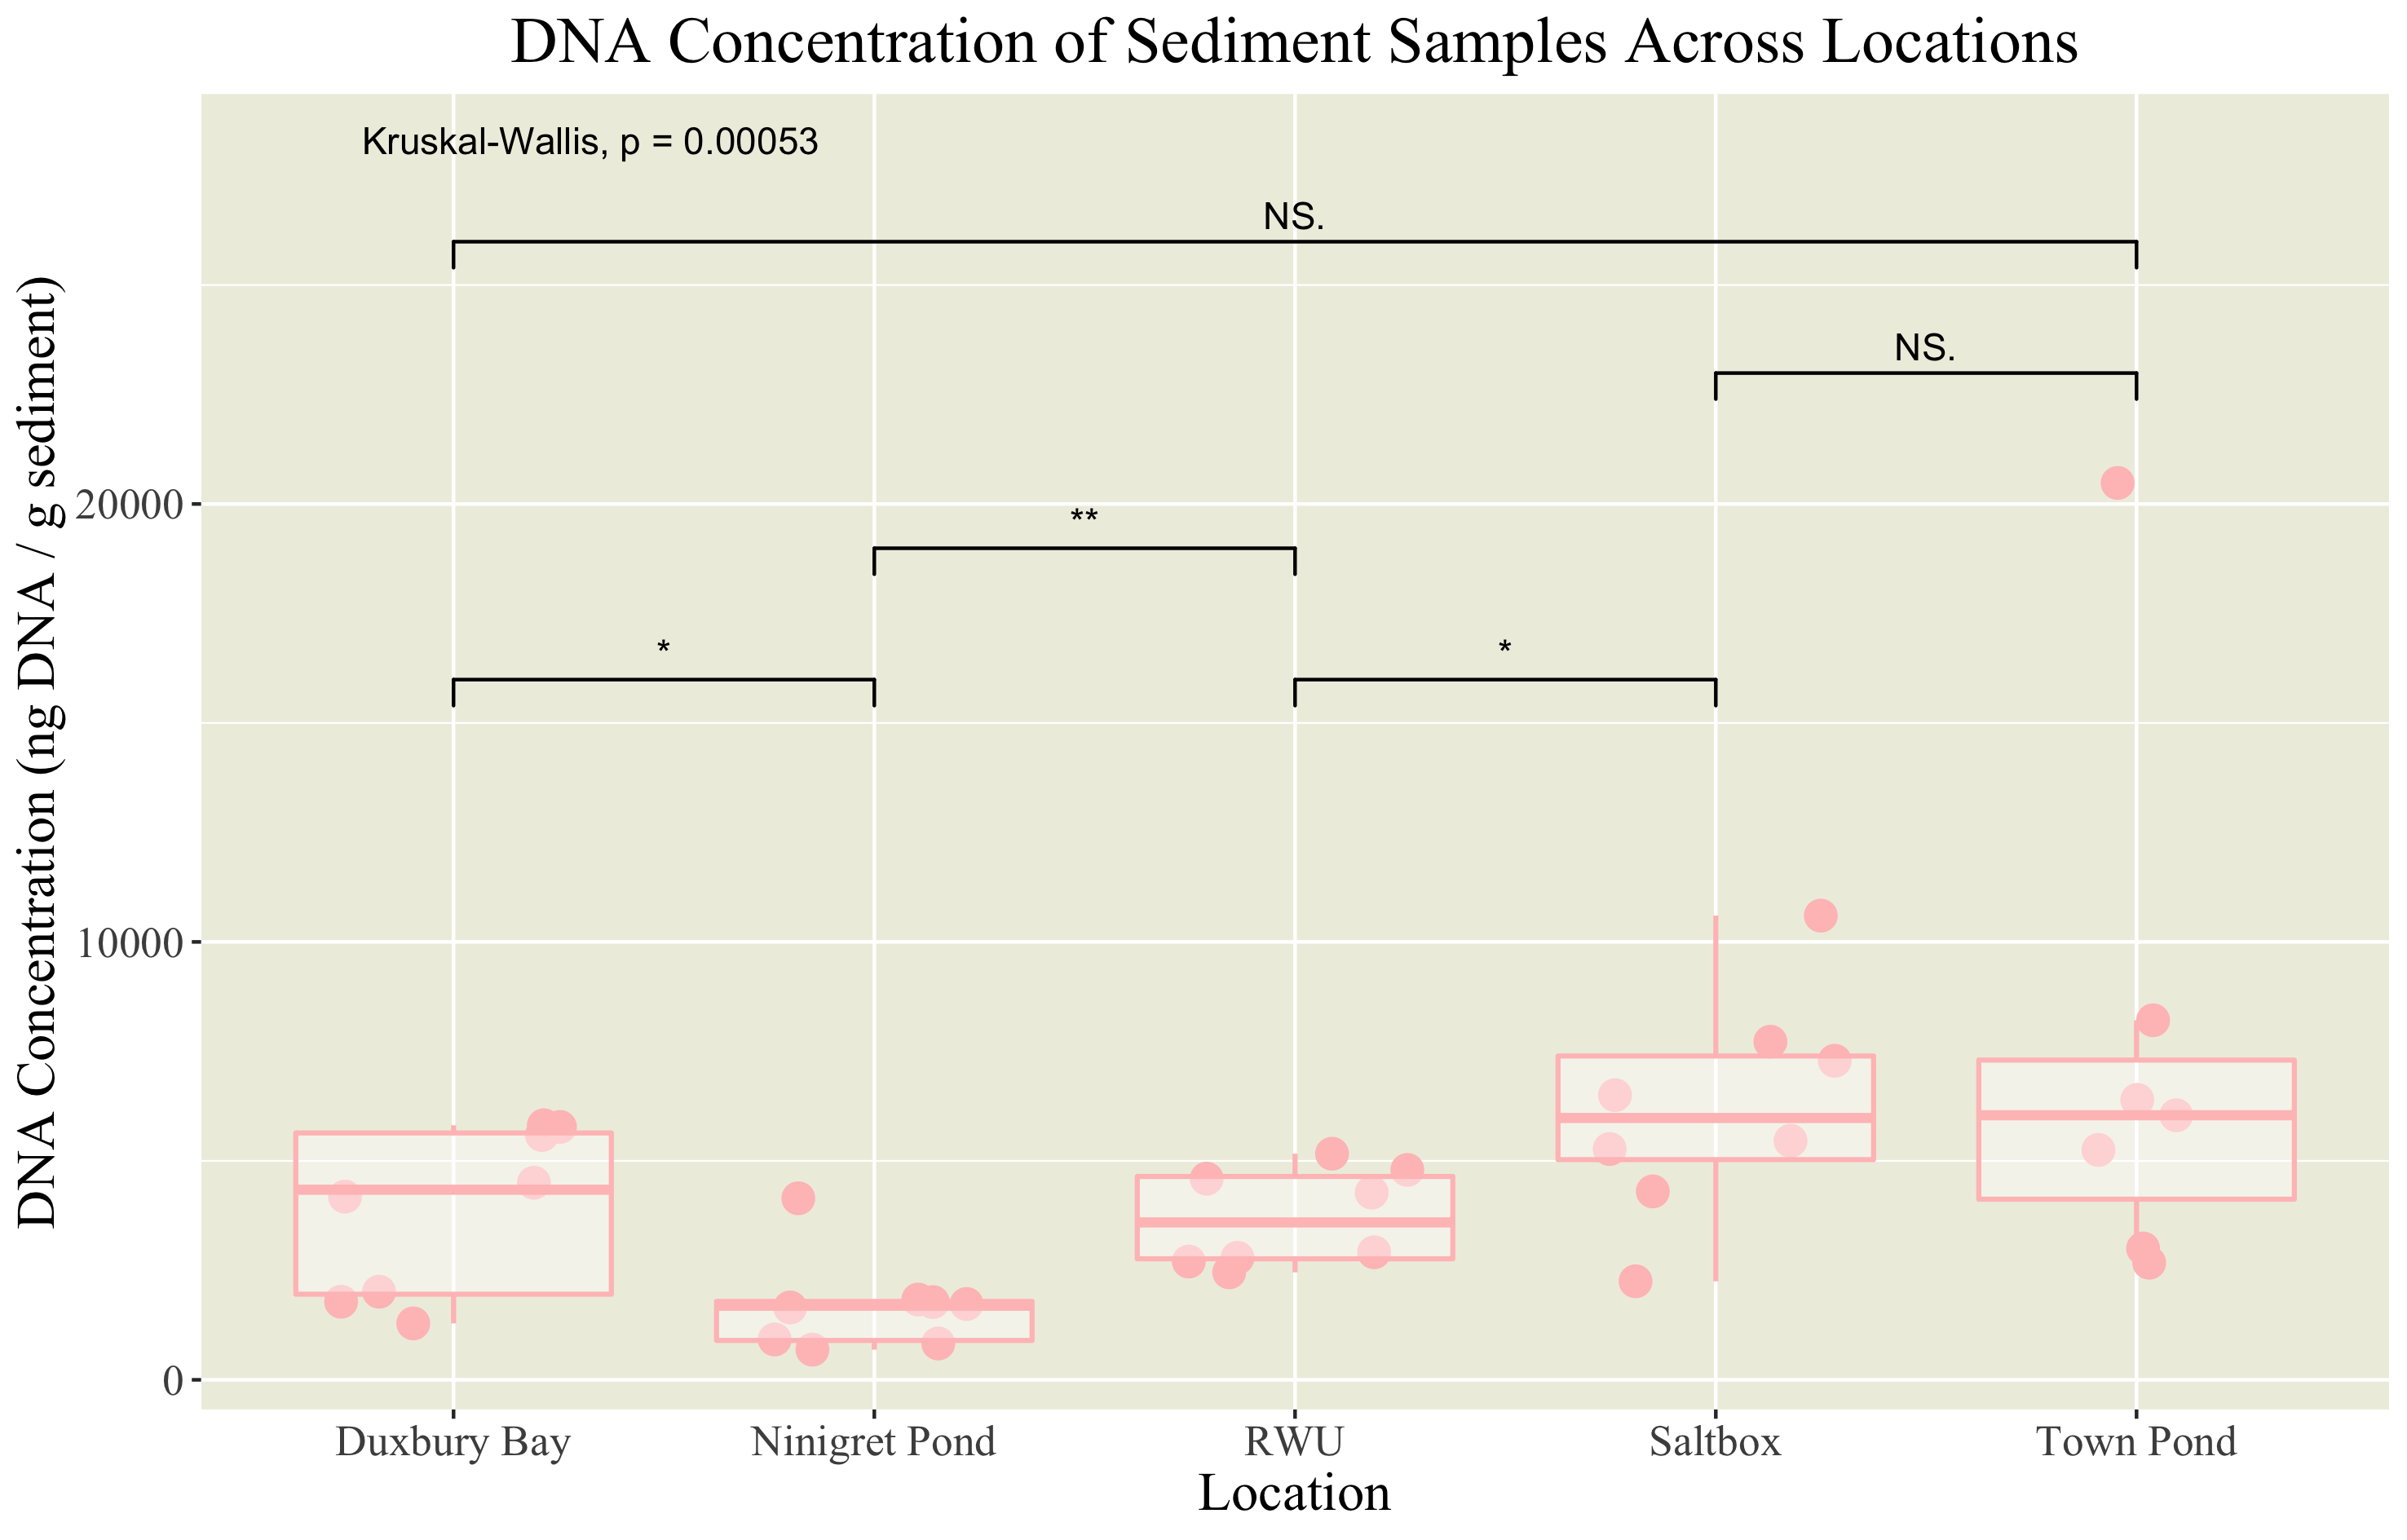 DNA Concentration of Sediment Samples Across Locations
Kruskal-Wallis, p = 0.00053
NS.
NS.
**
*
*
DNA Concentration (ng DNA / g sediment)
20000
10000
0
Duxbury Bay
Ninigret Pond
RWU
Saltbox
Town Pond
Location